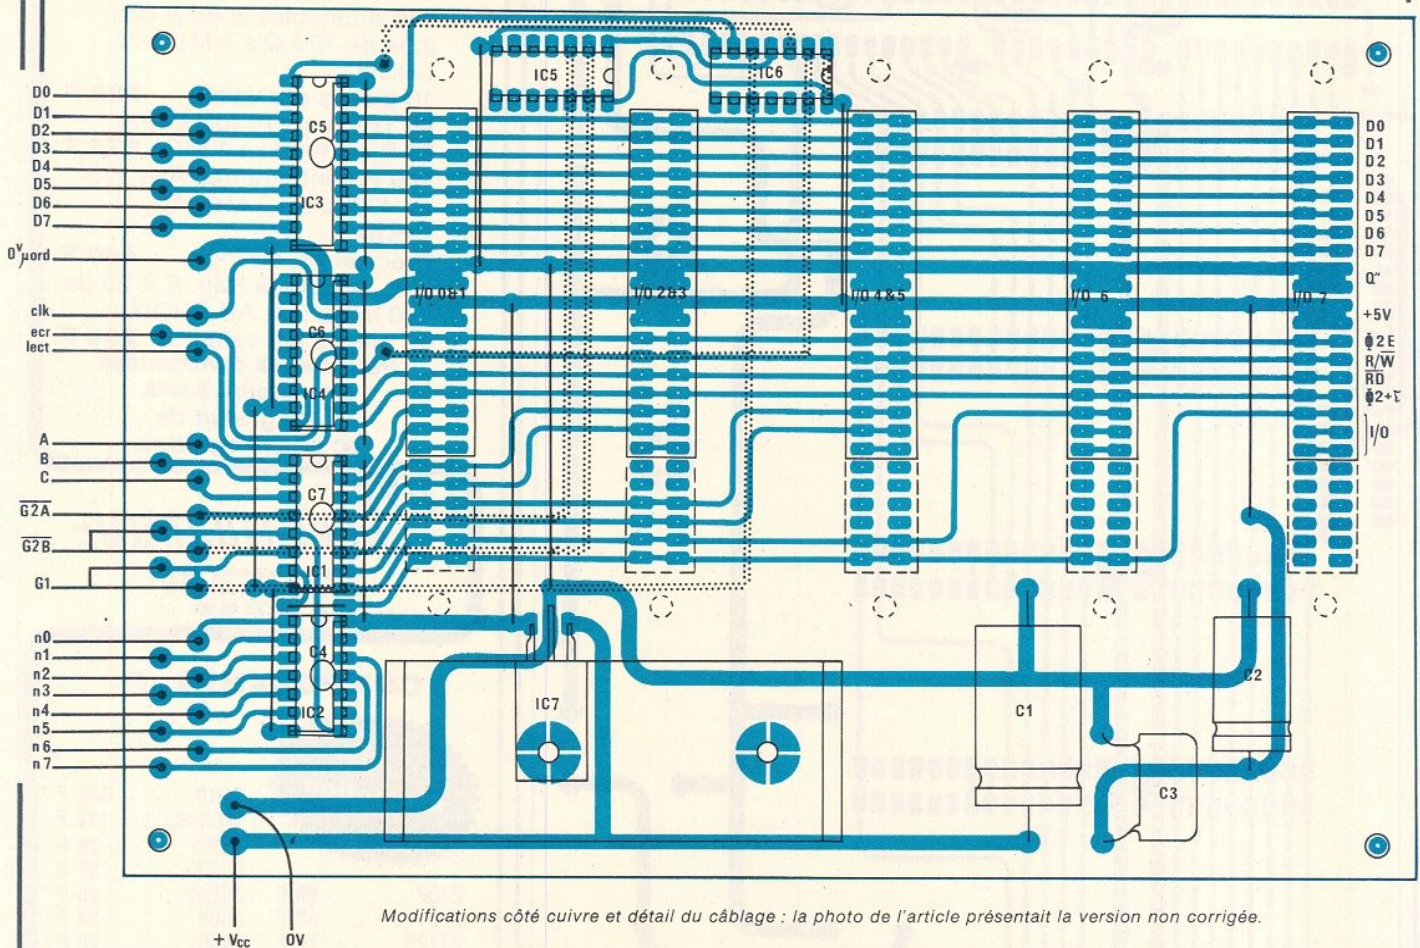 IC5
IC6
D0
D1
D2
D3
D4
D5
D6
D7
0v µord
clk
ecr
lect
A
B
C
G2A
G2B
G1
n0
n1
n2
n3
n4
n5
n6
n7
C5
IC3
C6
IC4
C7
IC1
C4
IC2
I/O 0&1
I/O 2&3
I/O 4&5
I/O 6
I/O 7
D0
D1
D2
D3
D4
D5
D6
D7
+5V
Φ2E
R/W̅
R̅D̅
I/O
IC7
C1
C2
C3
+ Vcc
0V
Modifications côté cuivre et détail du câblage : la photo de l'article présentait la version non corrigée.